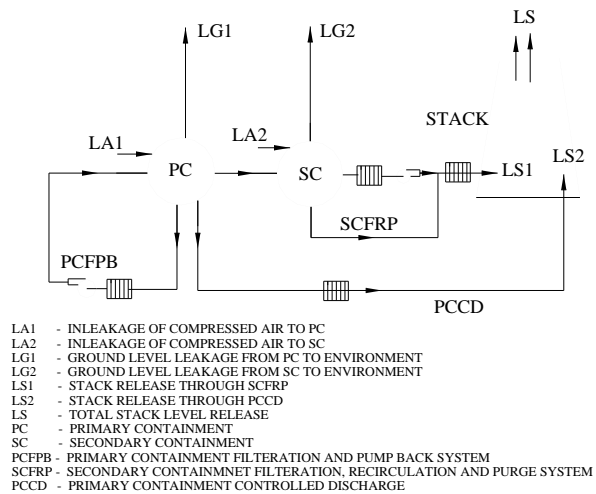 LS
LG1
LG2
STACK
LA1
LA2
LS2
PC
SC
LS1
SCFRP
PCFPB
PCCD
LA1 - INLEAKAGE OF COMPRESSED AIR TO PC
LA2 - INLEAKAGE OF COMPRESSED AIR TO SC
LG1 - GROUND LEVEL LEAKAGE FROM PC TO ENVIRONMENT
LG2 - GROUND LEVEL LEAKAGE FROM SC TO ENVIRONMENT
LS1 - STACK RELEASE THROUGH SCFRP
LS2 - STACK RELEASE THROUGH PCCD
LS - TOTAL STACK LEVEL RELEASE
PC - PRIMARY CONTAINMENT
SC - SECONDARY CONTAINMENT
PCFPB - PRIMARY CONTAINMENT FILTERATION AND PUMP BACK SYSTEM
SCFRP - SECONDARY CONTAINMNET FILTERATION, RECIRCULATION AND PURGE SYSTEM
PCCD - PRIMARY CONTAINMENT CONTROLLED DISCHARGE